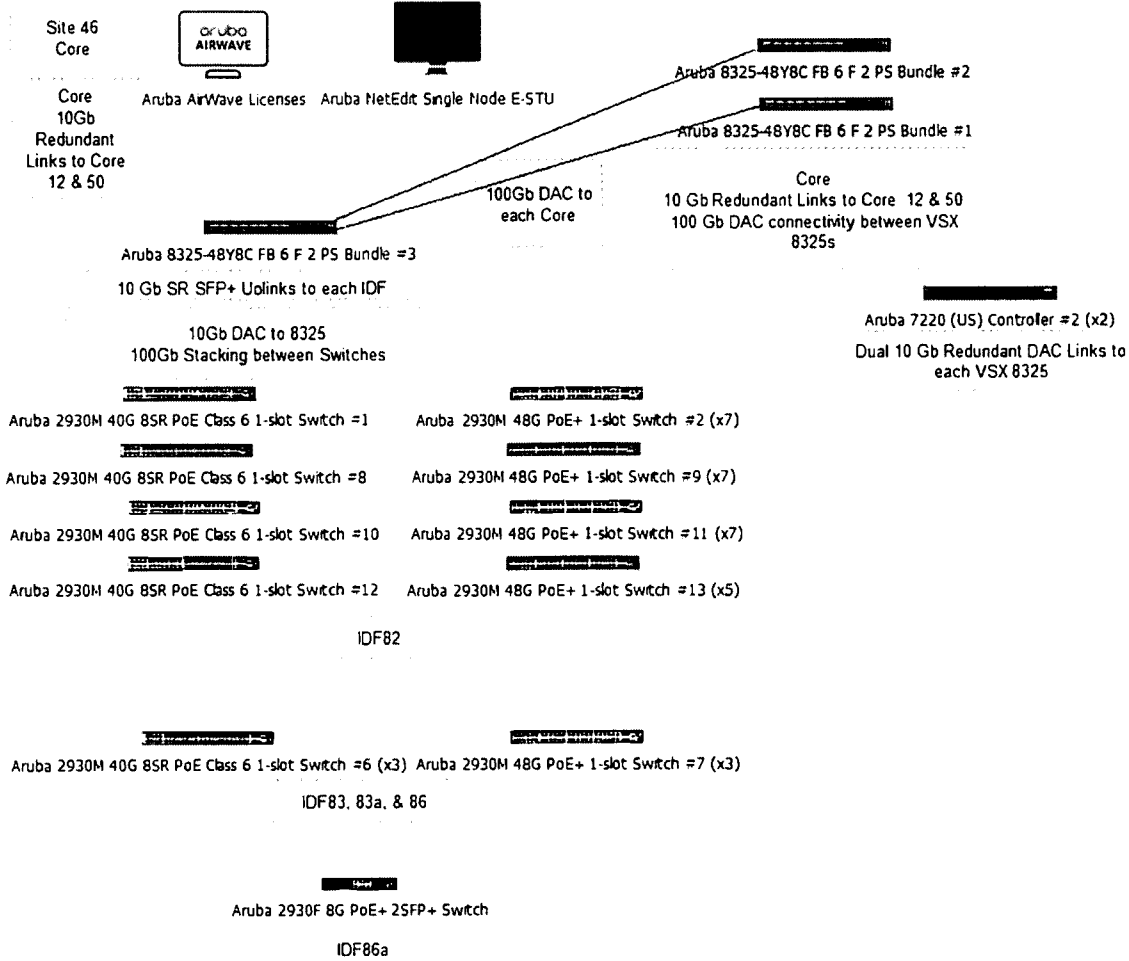 Site 46
Core
aruba
AIRWAVE
Core
10Gb
Redundant
Links to Core
12 & 50
Aruba AirWave Licenses
Aruba NetEdit Single Node E-STU
Aruba 8325-48Y8C FB 6 F 2 PS Bundle #2
Aruba 8325-48Y8C FB 6 F 2 PS Bundle #1
100Gb DAC to
each Core
Core
10 Gb Redundant Links to Core 12 & 50
100 Gb DAC connectivity between VSX
8325s
Aruba 8325-48Y8C FB 6 F 2 PS Bundle #3
10 Gb SR SFP+ Uplinks to each IDF
Aruba 7220 (US) Controller #2 (x2)
Dual 10 Gb Redundant DAC Links to
each VSX 8325
10Gb DAC to 8325
100Gb Stacking between Switches
Aruba 2930M 40G 8SR PoE Class 6 1-slot Switch #1
Aruba 2930M 48G PoE+ 1-slot Switch #2 (x7)
Aruba 2930M 40G 8SR PoE Class 6 1-slot Switch #8
Aruba 2930M 48G PoE+ 1-slot Switch #9 (x7)
Aruba 2930M 40G 8SR PoE Class 6 1-slot Switch #10
Aruba 2930M 48G PoE+ 1-slot Switch #11 (x7)
Aruba 2930M 40G 8SR PoE Class 6 1-slot Switch #12
Aruba 2930M 48G PoE+ 1-slot Switch #13 (x5)
IDF82
Aruba 2930M 40G 8SR PoE Class 6 1-slot Switch #6 (x3)
Aruba 2930M 48G PoE+ 1-slot Switch #7 (x3)
IDF83, 83a, & 86
Aruba 2930F 8G PoE+ 2SFP+ Switch
IDF86a